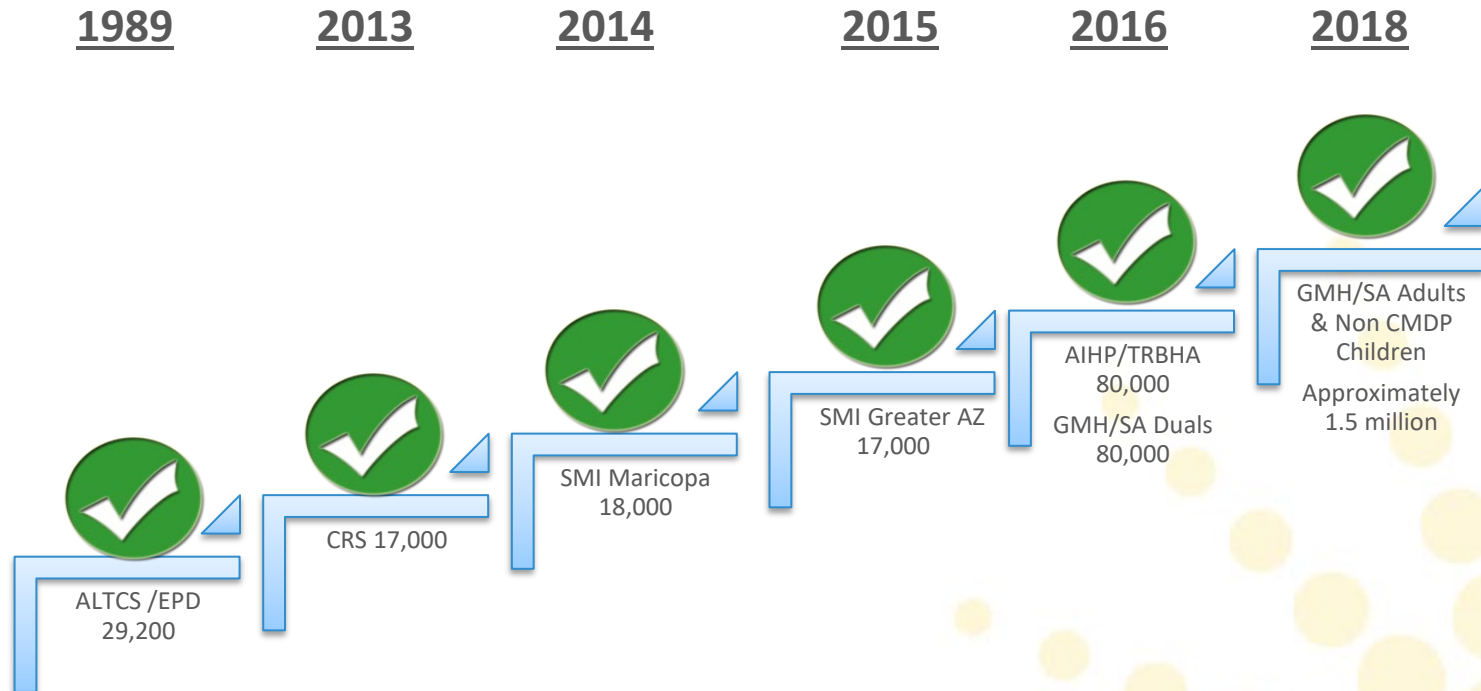 1989
2013
2014
2015
2016
2018
ALTCS /EPD
29,200
CRS 17,000
SMI Maricopa
18,000
SMI Greater AZ
17,000
AIHP/TRBHA
80,000
GMH/SA Duals
80,000
GMH/SA Adults
& Non CMDP
Children
Approximately
1.5 million